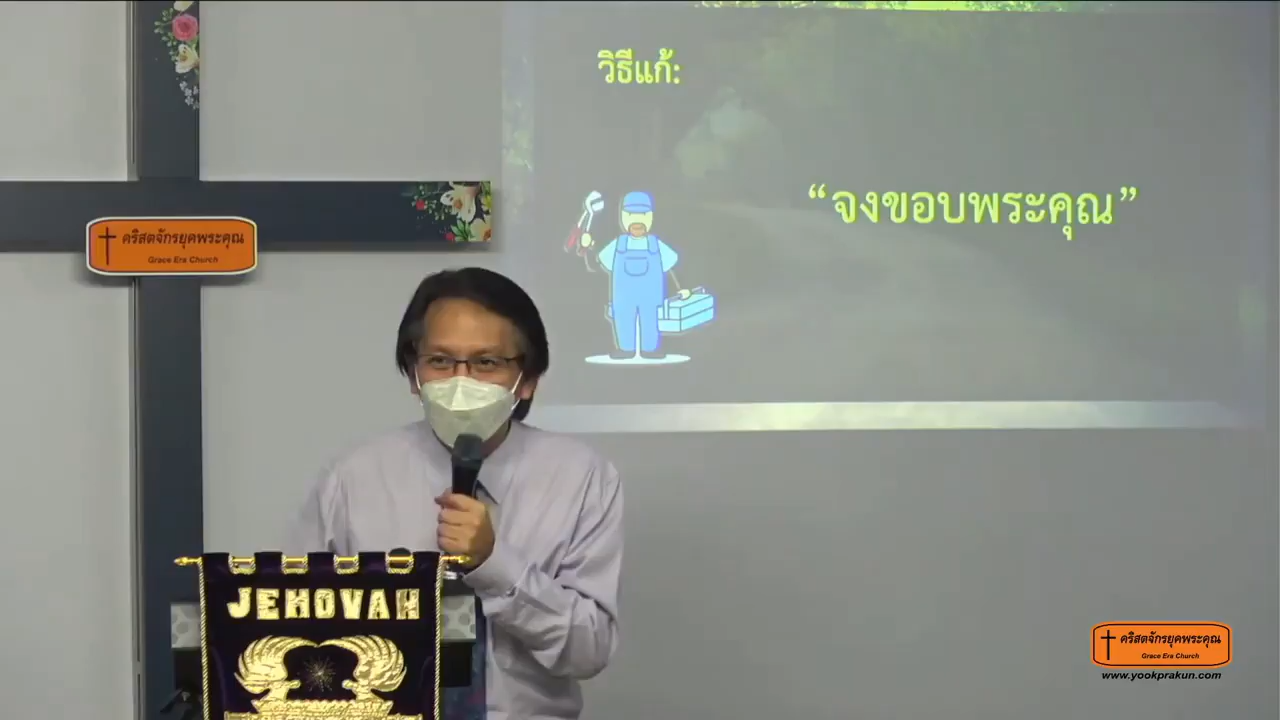 วิธีแก้:
“จงขอบพระคุณ”
คริสตจักรยุคพระคุณ
Grace Era Church
JEHOVAH
คริสตจักรยุคพระคุณ
Grace Era Church
www.yookprakun.com